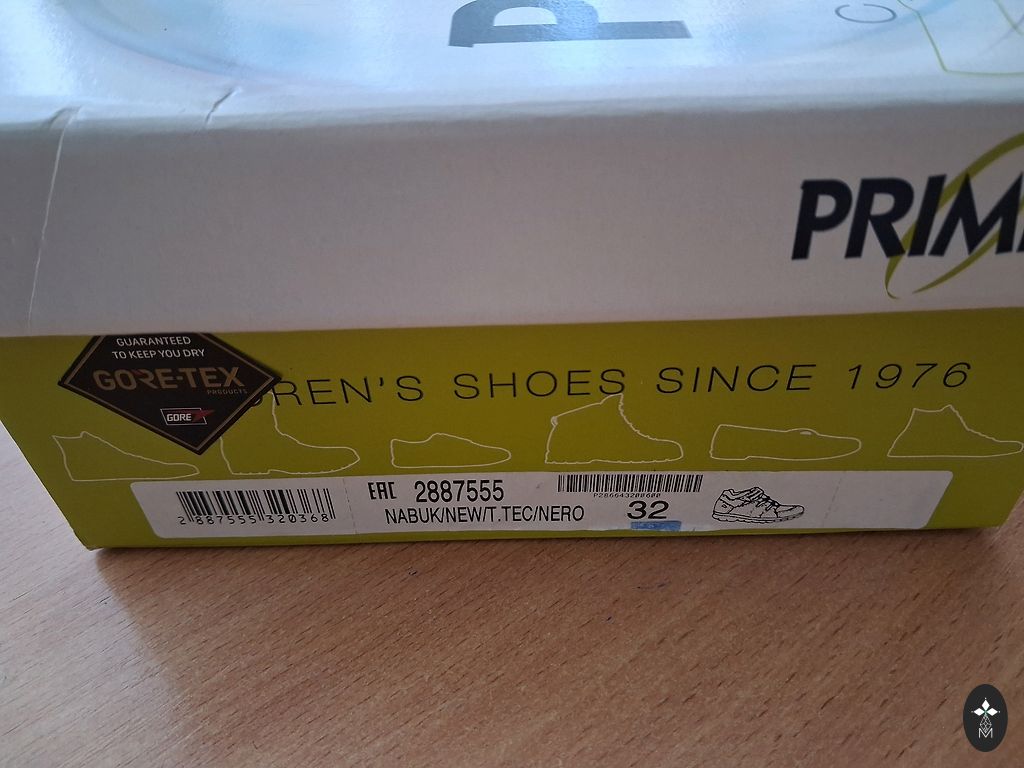 P
C
PRIM
GUARANTEED
TO KEEP YOU DRY
GORE-TEX
PRODUCTS
GORE
REN'S SHOES SINCE 1976
2 887555 320368
EAC 2887555
NABUK/NEW/T.TEC/NERO
P286643200600
32
M